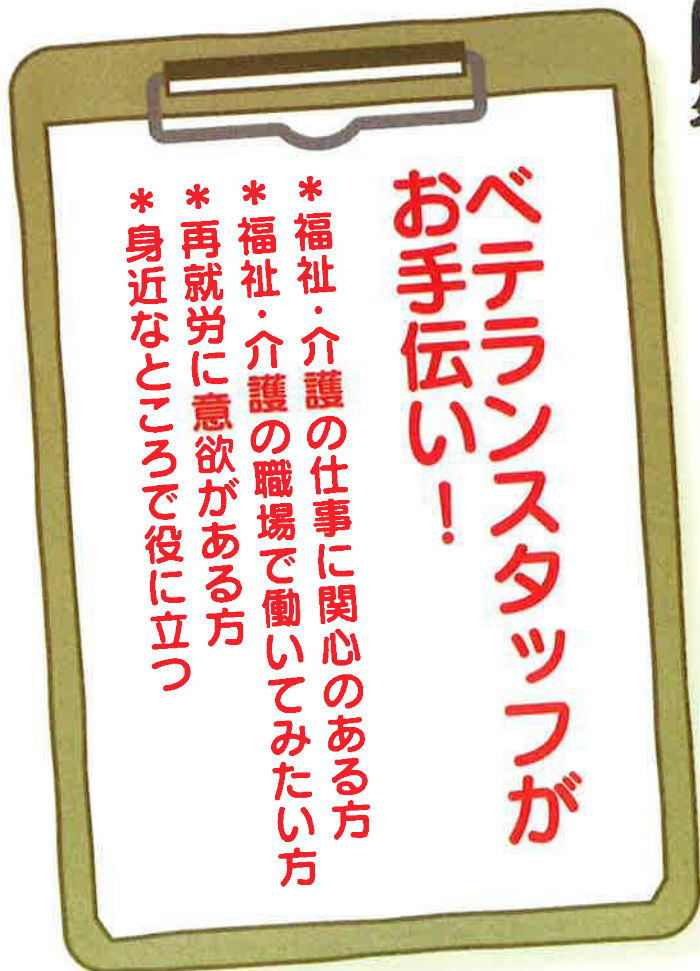 ベテランスタッフが
お手伝い!
*福祉・介護の仕事に関心のある方
*福祉・介護の職場で働いてみたい方
*再就労に意欲がある方
*身近なところで役に立つ